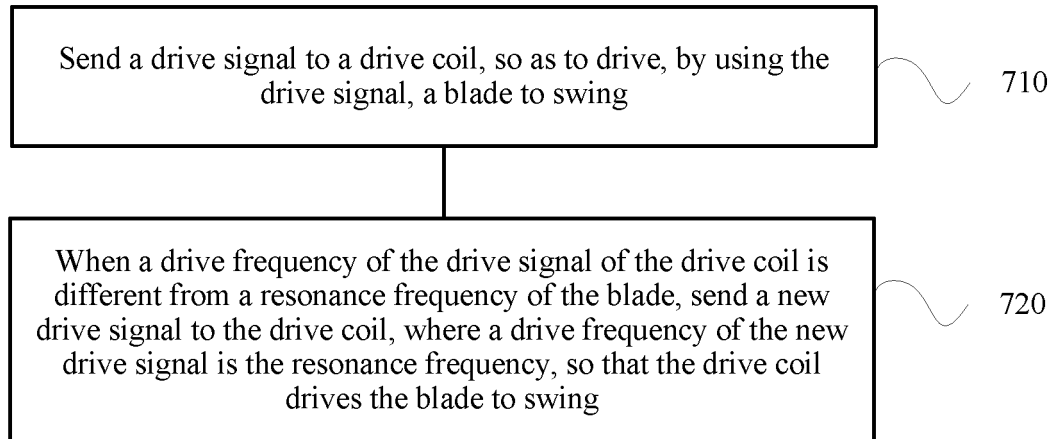 Send a drive signal to a drive coil, so as to drive, by using the
drive signal, a blade to swing
710
When a drive frequency of the drive signal of the drive coil is
different from a resonance frequency of the blade, send a new
drive signal to the drive coil, where a drive frequency of the new
drive signal is the resonance frequency, so that the drive coil
drives the blade to swing
720